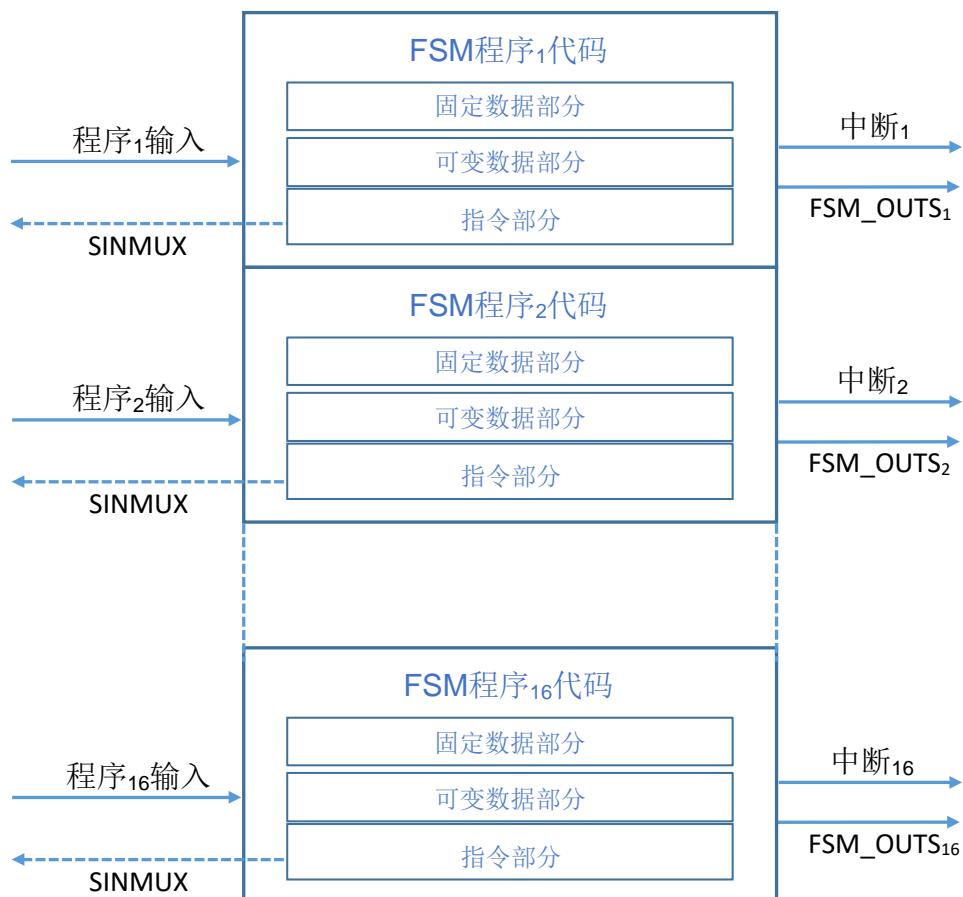 FSM程序₁代码
固定数据部分
程序₁输入
可变数据部分
中断₁
指令部分
FSM_OUTS₁
SINMUX
FSM程序₂代码
固定数据部分
程序₂输入
可变数据部分
中断₂
指令部分
FSM_OUTS₂
SINMUX
FSM程序₁₆代码
固定数据部分
程序₁₆输入
可变数据部分
中断₁₆
指令部分
FSM_OUTS₁₆
SINMUX